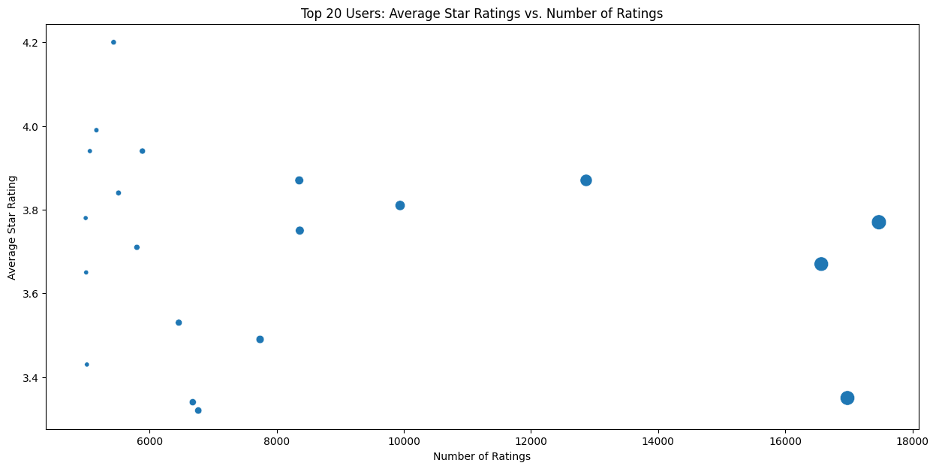 Top 20 Users: Average Star Ratings vs. Number of Ratings
Average Star Rating
4.2
4.0
3.8
3.6
3.4
6000 8000 10000 12000 14000 16000 18000
Number of Ratings